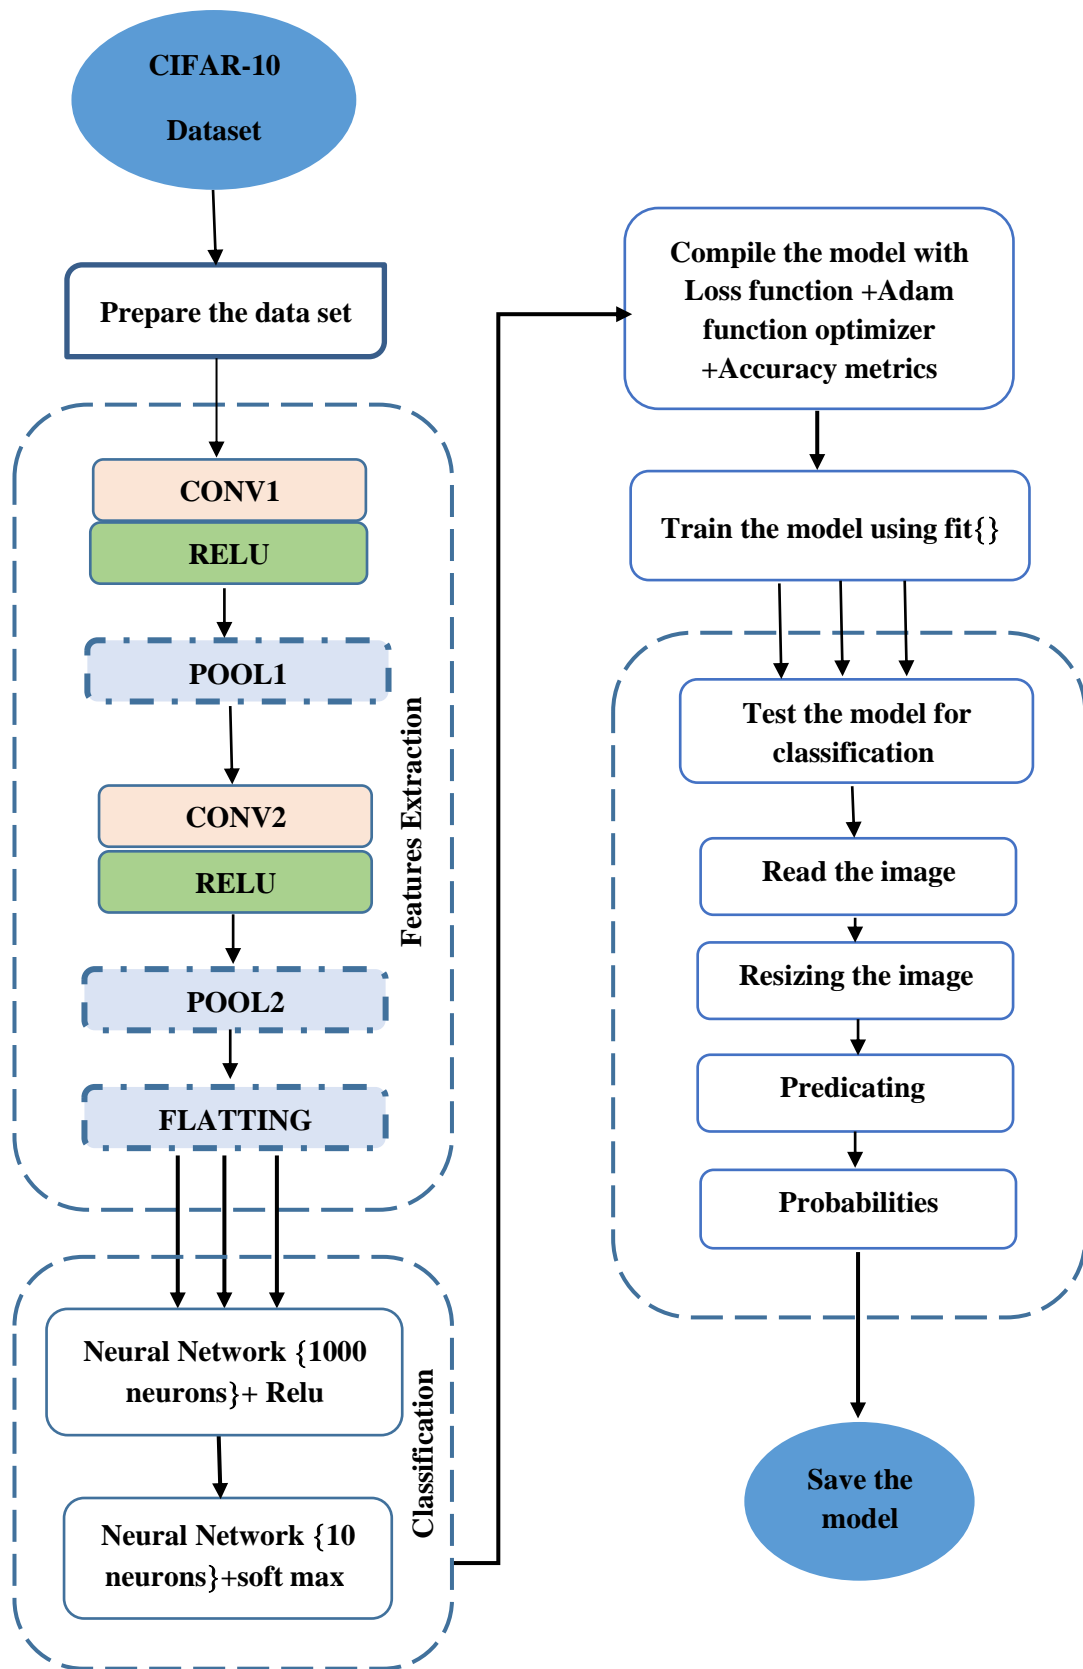 CIFAR-10
Dataset
Prepare the data set
CONV1
RELU
POOL1
CONV2
RELU
POOL2
FLATTING
Features Extraction
Neural Network {1000
neurons}+ Relu
Neural Network {10
neurons}+soft max
Classification
Compile the model with
Loss function +Adam
function optimizer
+Accuracy metrics
Train the model using fit{}
Test the model for
classification
Read the image
Resizing the image
Predicating
Probabilities
Save the
model